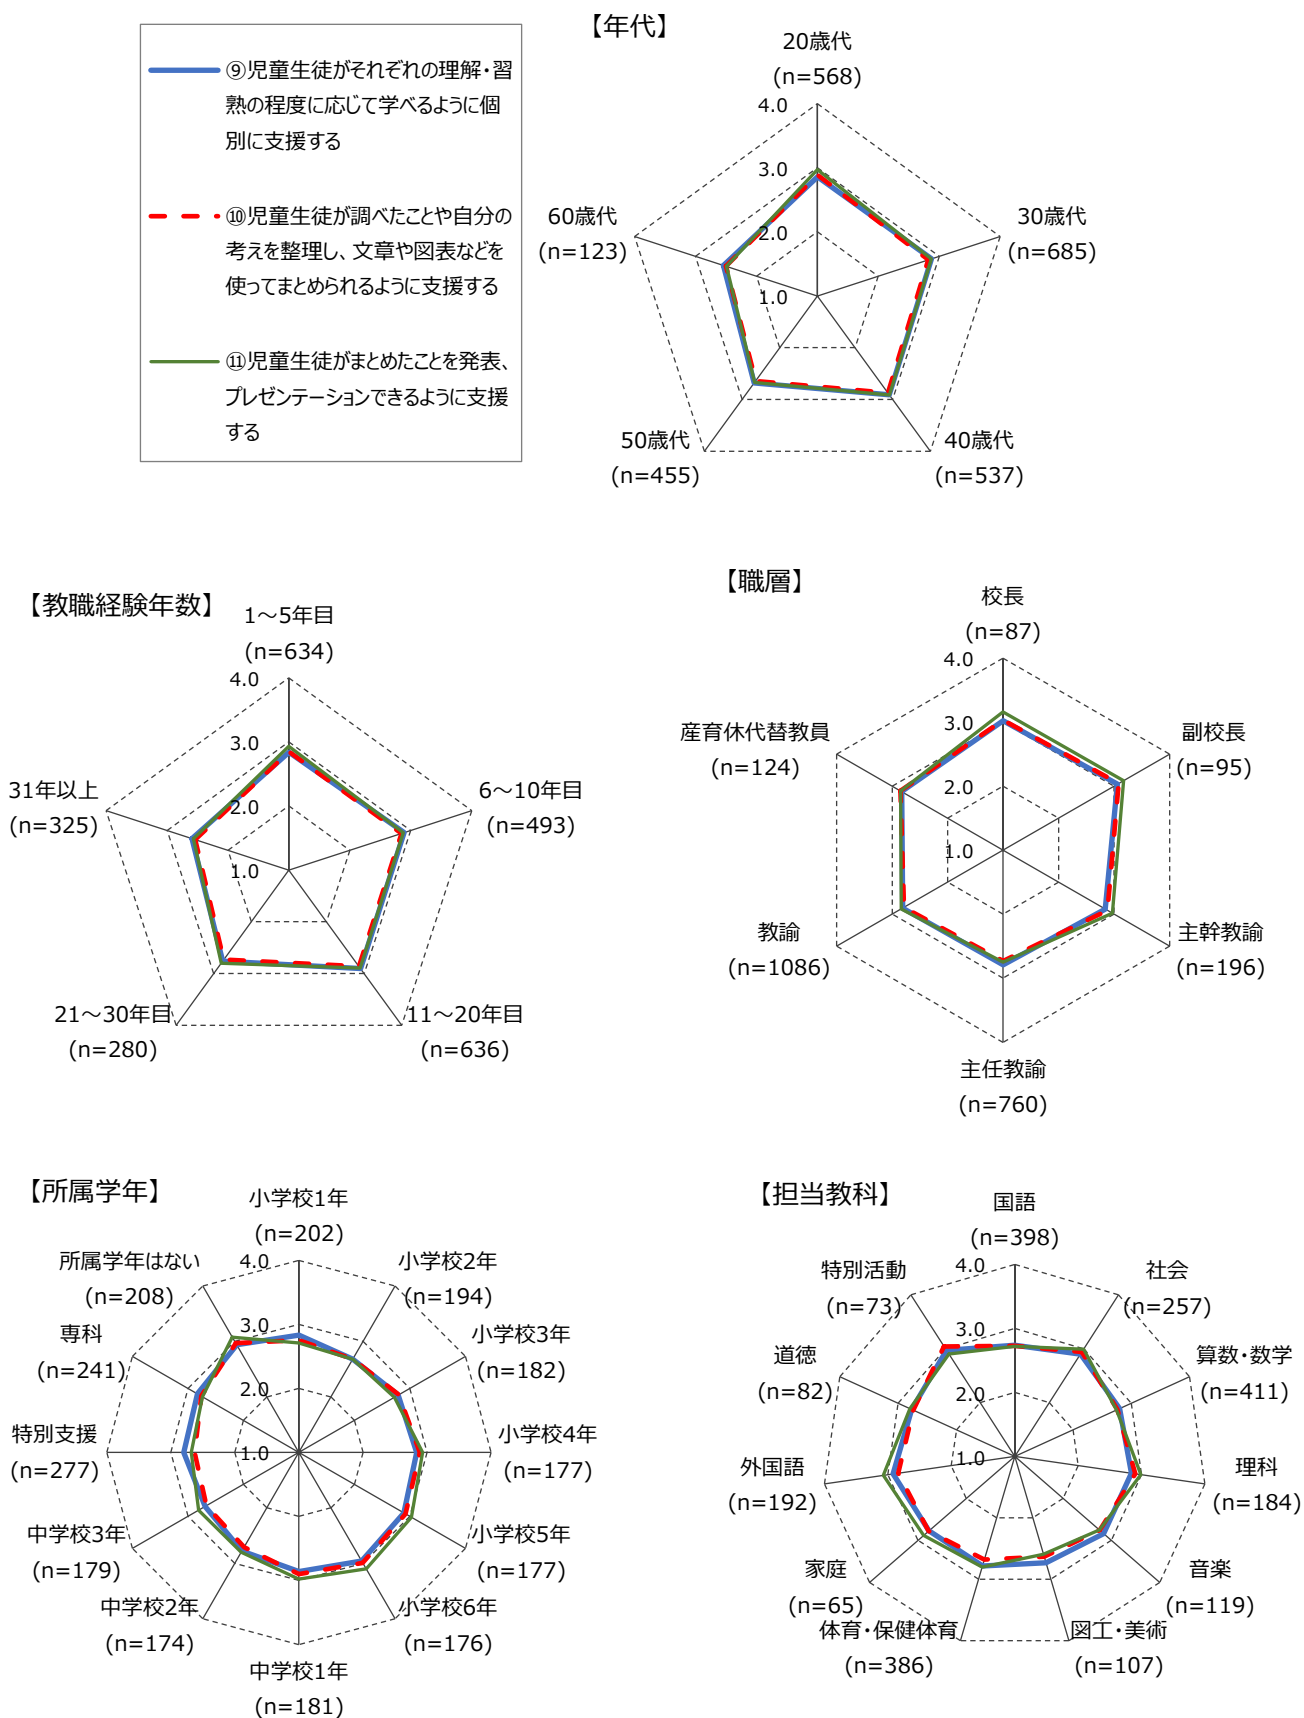 ⑨児童生徒がそれぞれの理解・習
熟の程度に応じて学べるように個
別に支援する
⑩児童生徒が調べたことや自分の
考えを整理し、文章や図表などを
使ってまとめられるように支援する
⑪児童生徒がまとめたことを発表、
プレゼンテーションできるように支援
する
【年代】
20歳代
(n=568)
4.0
3.0
2.0
1.0
30歳代
(n=685)
40歳代
(n=537)
50歳代
(n=455)
60歳代
(n=123)
【教職経験年数】
1~5年目
(n=634)
4.0
3.0
2.0
1.0
6~10年目
(n=493)
11~20年目
(n=636)
21~30年目
(n=280)
31年以上
(n=325)
【職層】
校長
(n=87)
4.0
3.0
2.0
1.0
副校長
(n=95)
主幹教諭
(n=196)
主任教諭
(n=760)
教諭
(n=1086)
産育休代替教員
(n=124)
【所属学年】
小学校1年
(n=202)
4.0
3.0
2.0
1.0
小学校2年
(n=194)
小学校3年
(n=182)
小学校4年
(n=177)
小学校5年
(n=177)
小学校6年
(n=176)
中学校1年
(n=181)
中学校2年
(n=174)
中学校3年
(n=179)
特別支援
(n=277)
専科
(n=241)
所属学年はない
(n=208)
【担当教科】
国語
(n=398)
4.0
3.0
2.0
1.0
社会
(n=257)
算数・数学
(n=411)
理科
(n=184)
音楽
(n=119)
図工・美術
(n=107)
体育・保健体育
(n=386)
家庭
(n=65)
外国語
(n=192)
道徳
(n=82)
特別活動
(n=73)